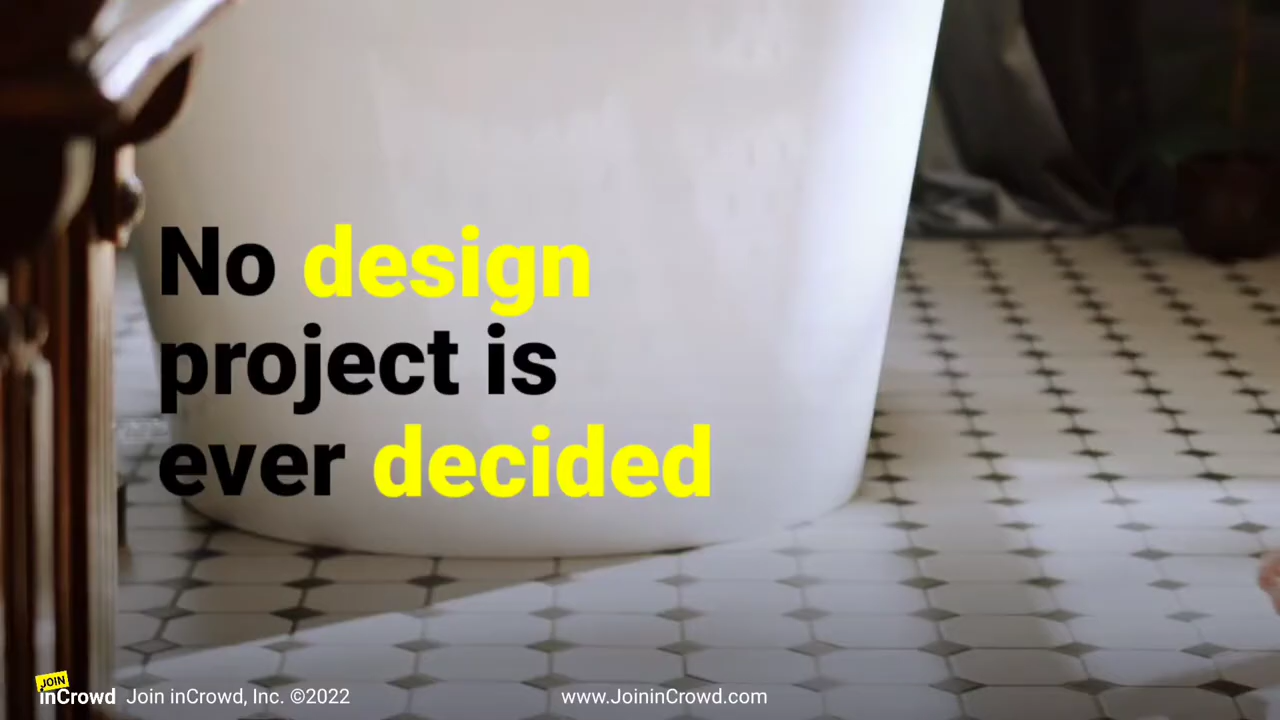 No design
project is
ever decided
JOIN
inCrowd Join inCrowd, Inc. ©2022
www.JoininCrowd.com